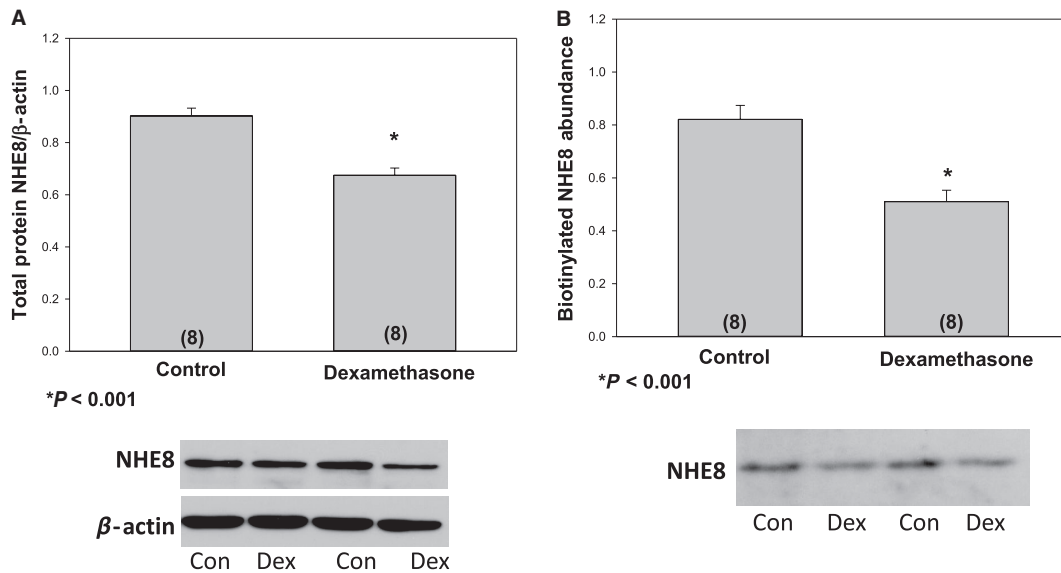 A
Total protein NHE8/β-actin
1.2
1.0
0.8
0.6
0.4
0.2
0.0
*
(8)
(8)
Control
Dexamethasone
*P < 0.001
NHE8
β-actin
Con Dex Con Dex
B
Biotinylated NHE8 abundance
1.2
1.0
0.8
0.6
0.4
0.2
0.0
*
(8)
(8)
Control
Dexamethasone
*P < 0.001
NHE8
Con Dex Con Dex